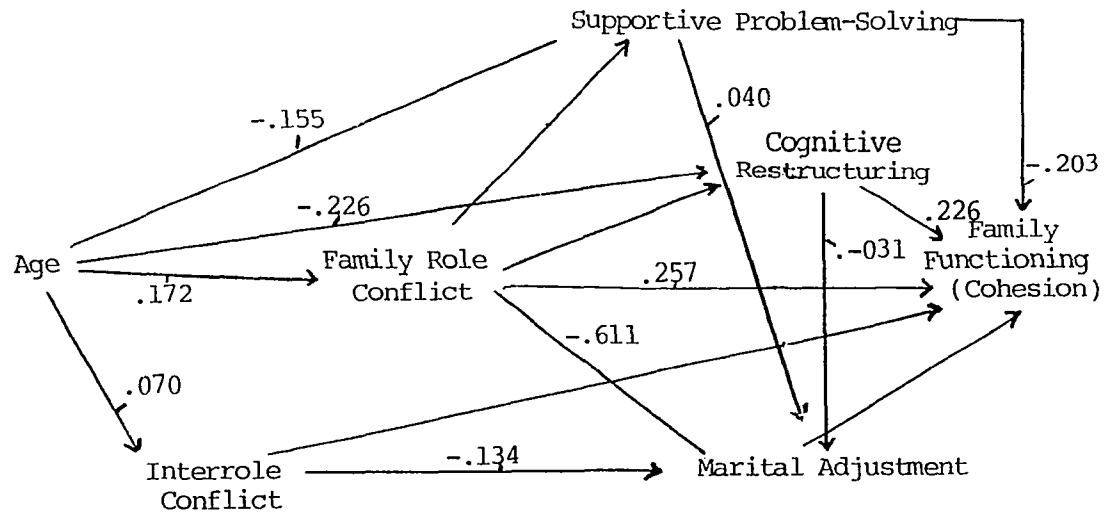 Supportive Problem-Solving
.040
-.155
Cognitive
Restructuring
-.203
-.226
.226
Family
Functioning
(Cohesion)
Age
Family Role
Conflict
.-031
.172
.257
-.611
.070
Interrole
Conflict
-.134
Marital Adjustment